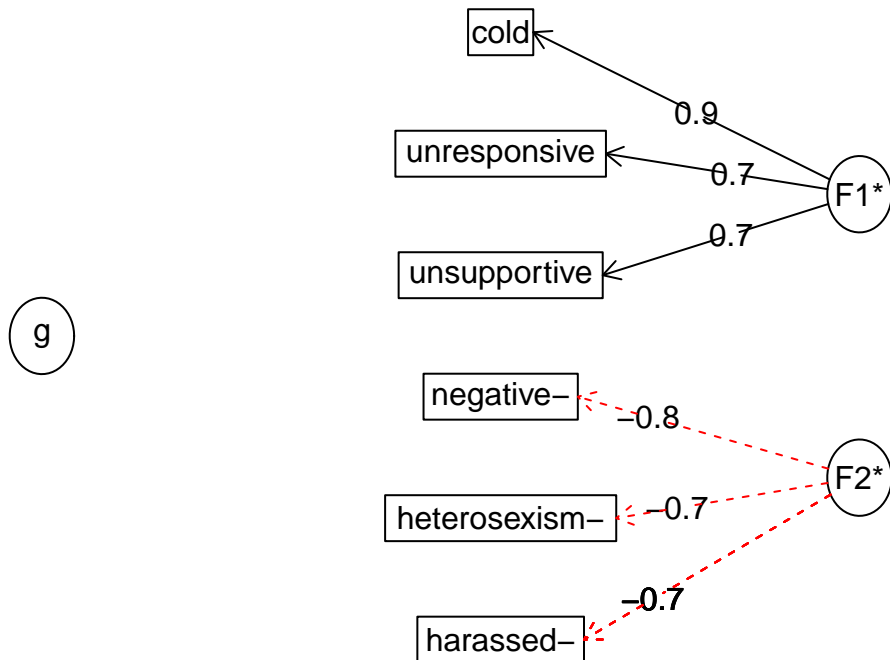 cold
0.9
unresponsive
0.7
F1*
0.7
unsupportive
g
negative−
−0.8
F2*
heterosexism−
−0.7
−0.7
harassed−